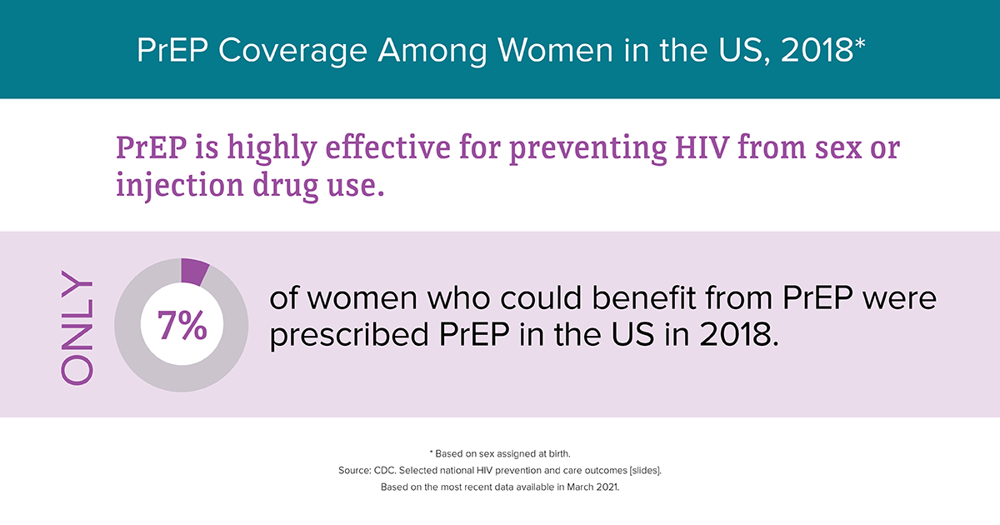 PrEP Coverage Among Women in the US, 2018*
PrEP is highly effective for preventing HIV from sex or
injection drug use.
ONLY
7%
of women who could benefit from PrEP were
prescribed PrEP in the US in 2018.
* Based on sex assigned at birth.
Source: CDC. Selected national HIV prevention and care outcomes [slides].
Based on the most recent data available in March 2021.